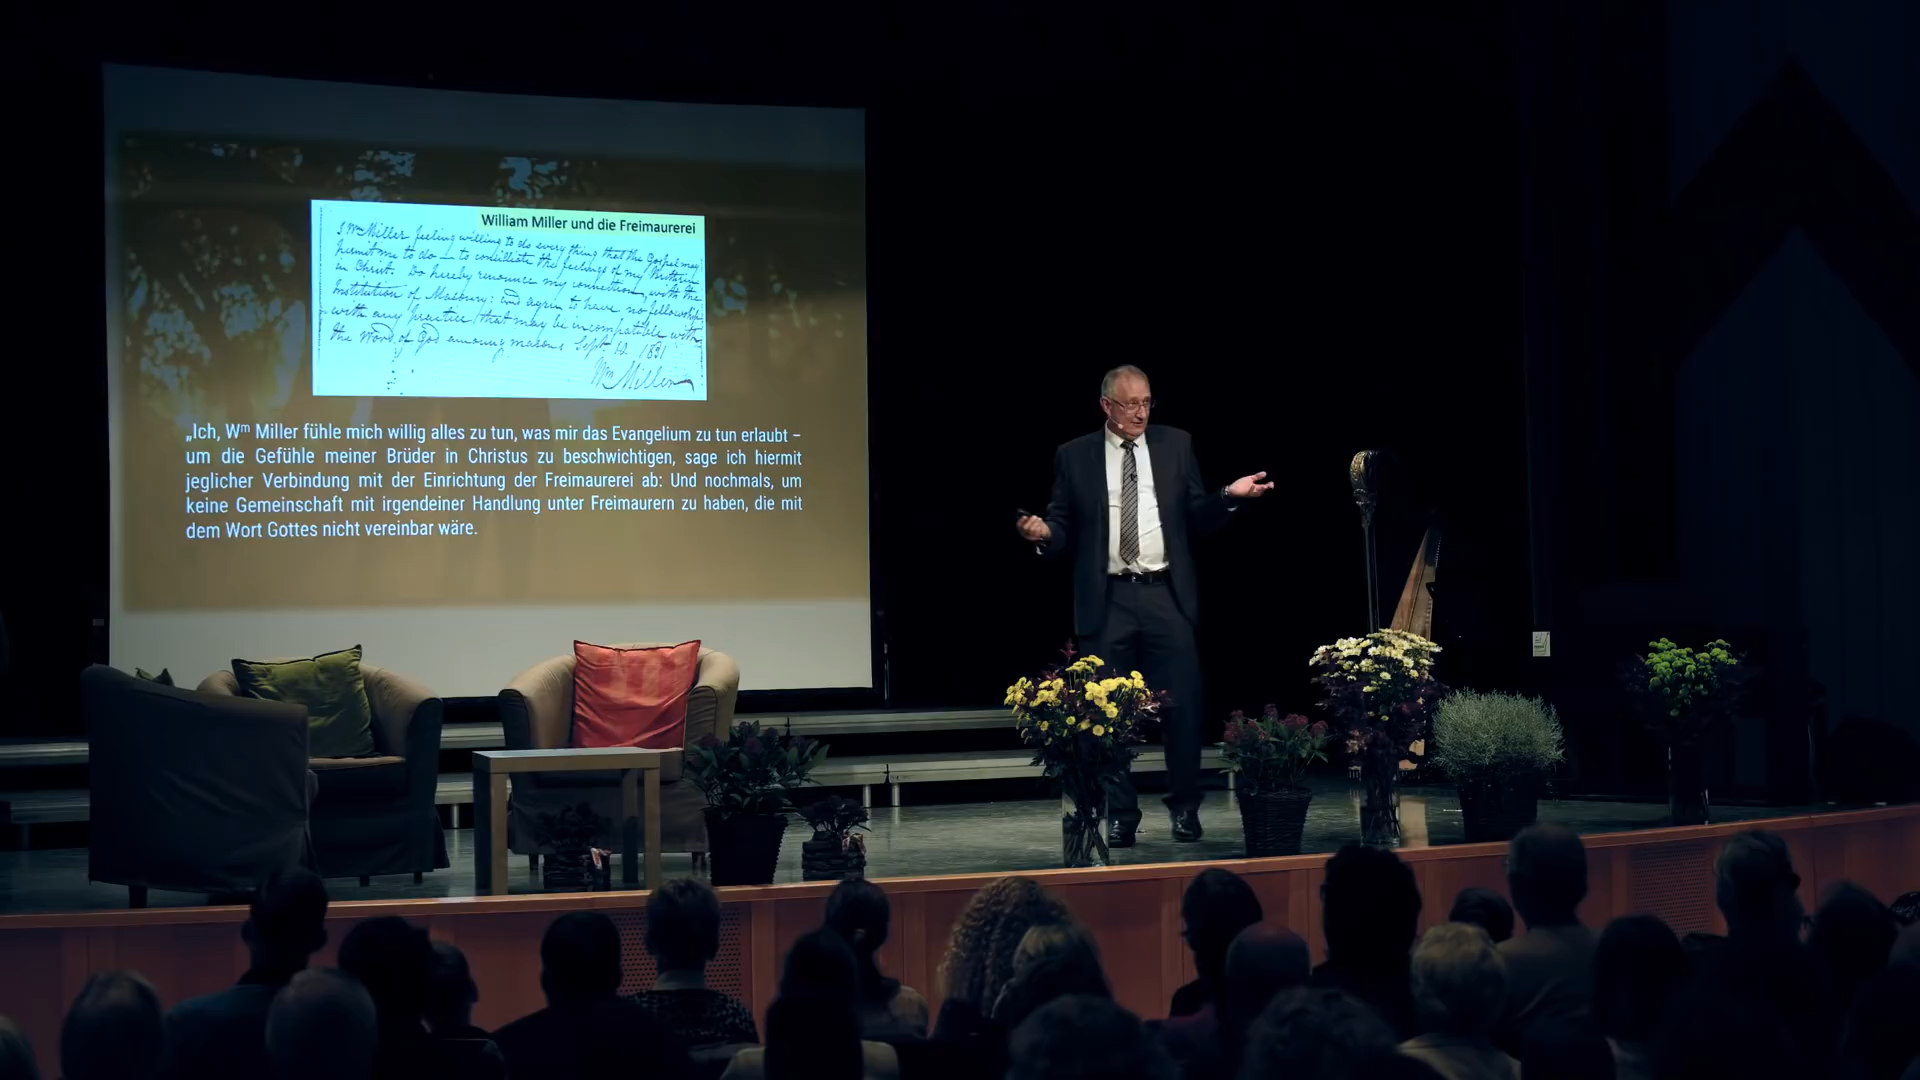 William Miller und die Freimaurerei
I Wm Miller feeling willing to do every thing that the Gospel may
permit me to do — to conciliate the feelings of my Brethren
in Christ. Do hereby renounce my connection, with the
Institution of Masonry: and agree to have no fellowship
with any practice, that may be incompatible with
the Word of God among masons Sept. 1831
Wm Miller
„Ich, Wᵐ Miller fühle mich willig alles zu tun, was mir das Evangelium zu tun erlaubt –
um die Gefühle meiner Brüder in Christus zu beschwichtigen, sage ich hiermit
jeglicher Verbindung mit der Einrichtung der Freimaurerei ab: Und nochmals, um
keine Gemeinschaft mit irgendeiner Handlung unter Freimaurern zu haben, die mit
dem Wort Gottes nicht vereinbar wäre.